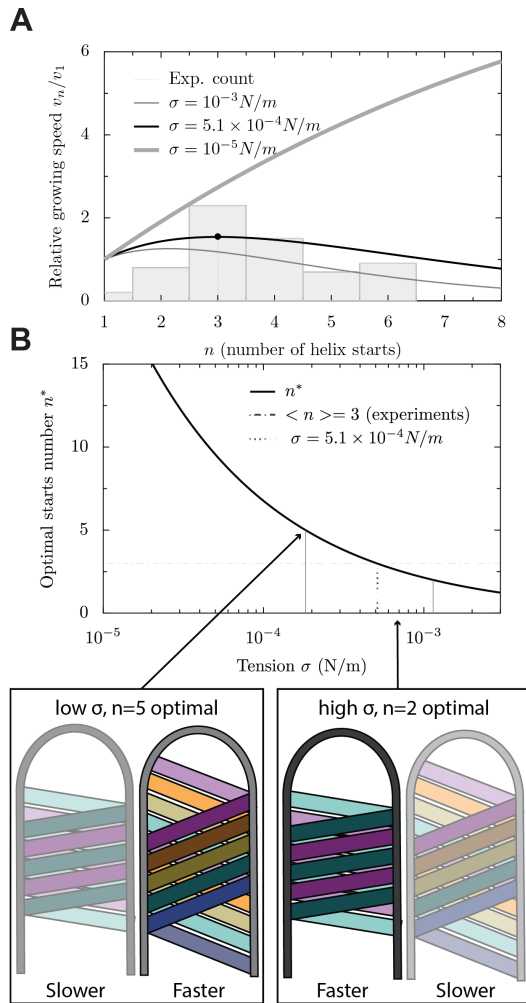 A
Relative growing speed vₙ/v₁
6
4
2
0
Exp. count
σ = 10⁻³N/m
σ = 5.1 × 10⁻⁴N/m
σ = 10⁻⁵N/m
1 2 3 4 5 6 7 8
n (number of helix starts)
B
Optimal starts number n*
15
10
5
0
n*
< n >= 3 (experiments)
σ = 5.1 × 10⁻⁴N/m
10⁻⁵ 10⁻⁴ 10⁻³
Tension σ (N/m)
low σ, n=5 optimal
Slower Faster
high σ, n=2 optimal
Faster Slower